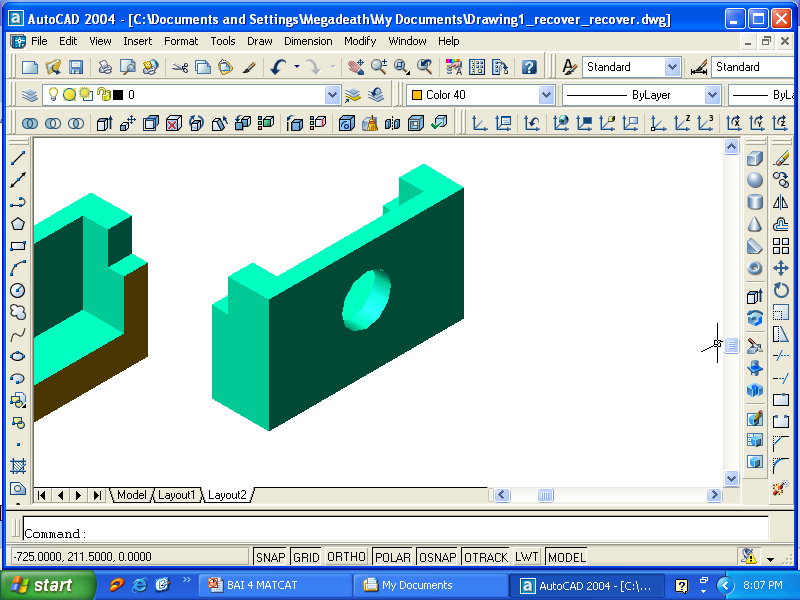 AutoCAD 2004 - [C:\Documents and Settings\Megadeath\My Documents\Drawing1_recover_recover.dwg]
File Edit View Insert Format Tools Draw Dimension Modify Window Help
Standard Standard
0 Color 40 ByLayer ByLa
Model Layout1 Layout2
Command:
-725.0000, 211.5000, 0.0000 SNAP GRID ORTHO POLAR OSNAP OTRACK LWT MODEL
start BAI 4 MATCAT My Documents AutoCAD 2004 - [C:\... 8:07 PM